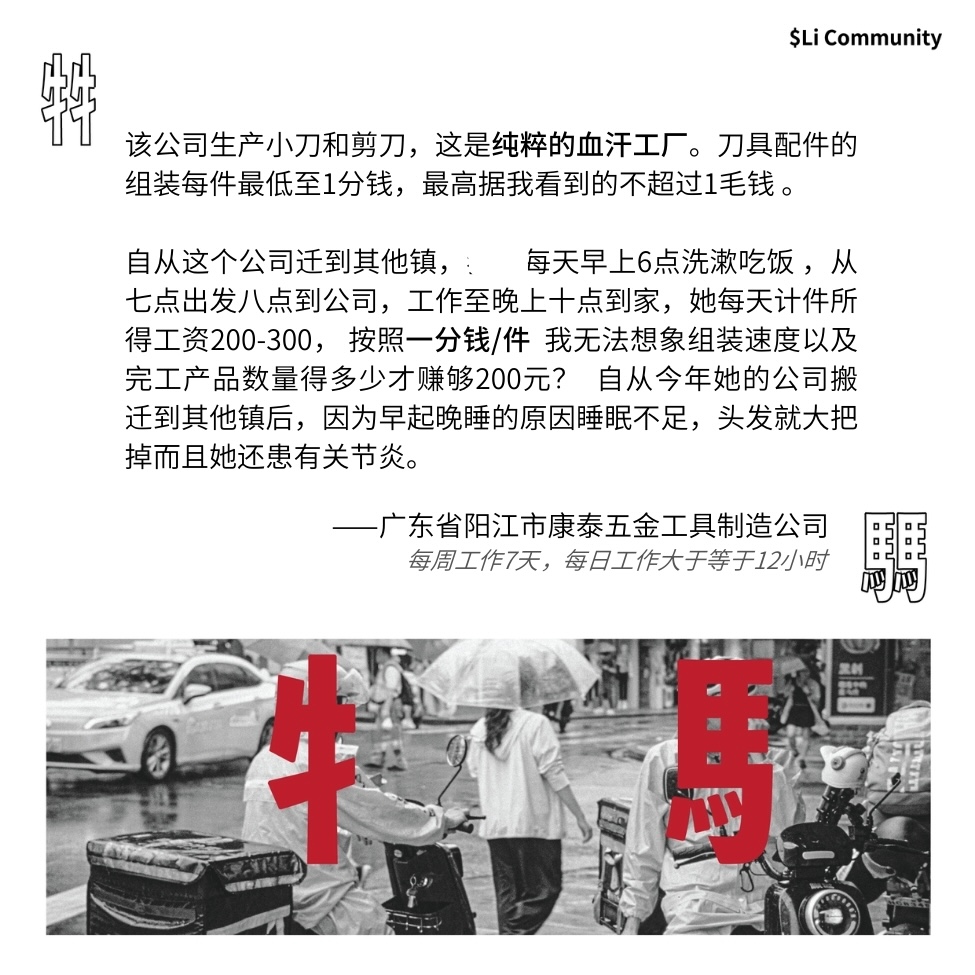 $Li Community
牜牜
该公司生产小刀和剪刀，这是纯粹的血汗工厂。刀具配件的
组装每件最低至1分钱，最高据我看到的不超过1毛钱 。
自从这个公司迁到其他镇， 每天早上6点洗漱吃饭 ，从
七点出发八点到公司，工作至晚上十点到家，她每天计件所
得工资200-300， 按照一分钱/件 我无法想象组装速度以及
完工产品数量得多少才赚够200元？ 自从今年她的公司搬
迁到其他镇后，因为早起晚睡的原因睡眠不足，头发就大把
掉而且她还患有关节炎。
——广东省阳江市康泰五金工具制造公司
每周工作7天，每日工作大于等于12小时
馬馬
牜 馬